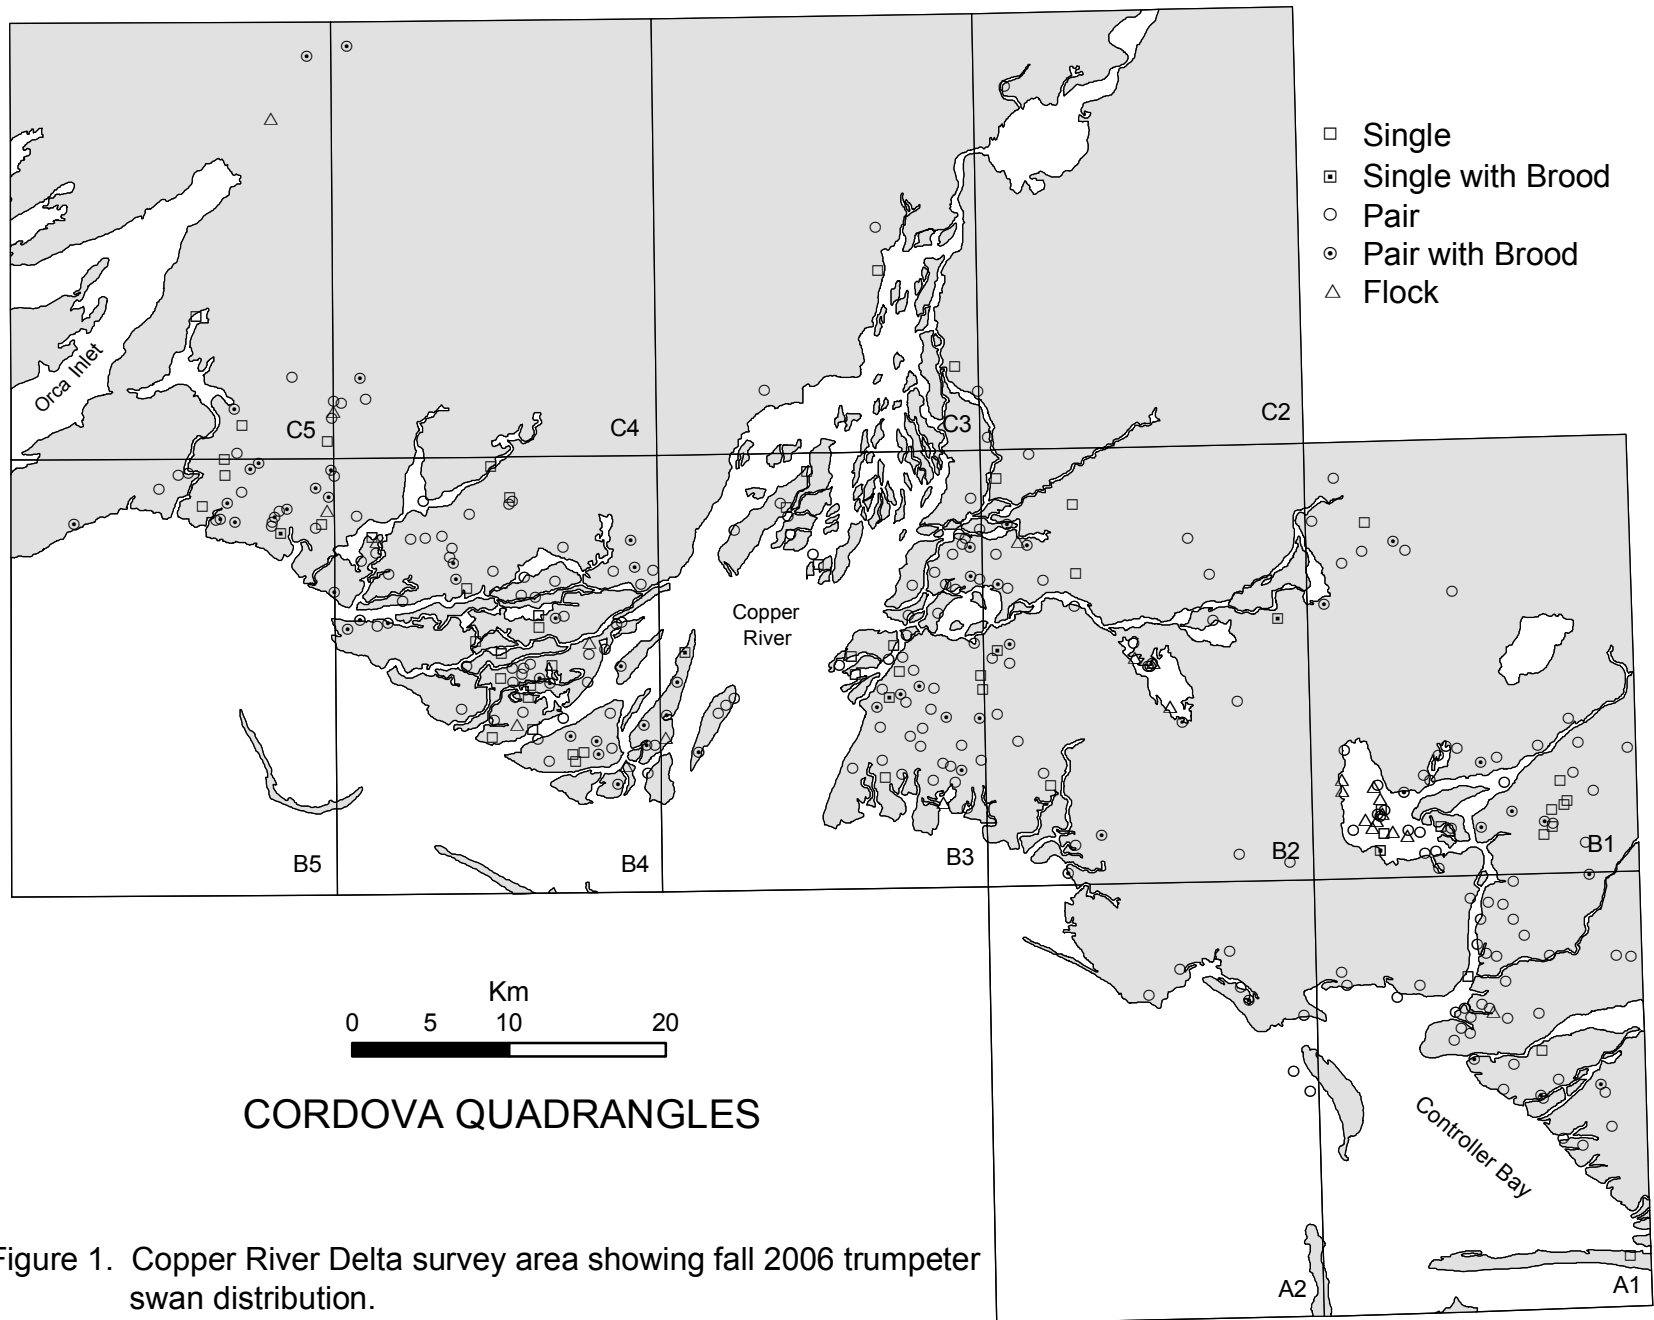 Single
Single with Brood
Pair
Pair with Brood
Flock
Orca Inlet
C5
C4
C3
C2
Copper
River
B5
B4
B3
B2
B1
Km
0 5 10 20
CORDOVA QUADRANGLES
Controller Bay
A2
A1
Figure 1. Copper River Delta survey area showing fall 2006 trumpeter
swan distribution.